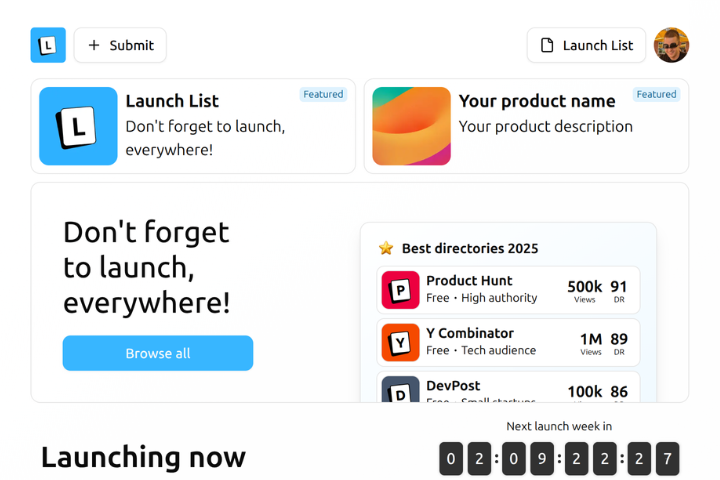 L
+ Submit
Launch List
L
Launch List
Featured
Don't forget to launch,
everywhere!
Your product name
Featured
Your product description
Don't forget
to launch,
everywhere!
Browse all
Best directories 2025
P
Product Hunt
Free · High authority
500k 91
Views DR
Y
Y Combinator
Free · Tech audience
1M 89
Views DR
D
DevPost
Free · Small startups
100k 86
Launching now
Next launch week in
0 2 : 0 9 : 2 2 : 2 7